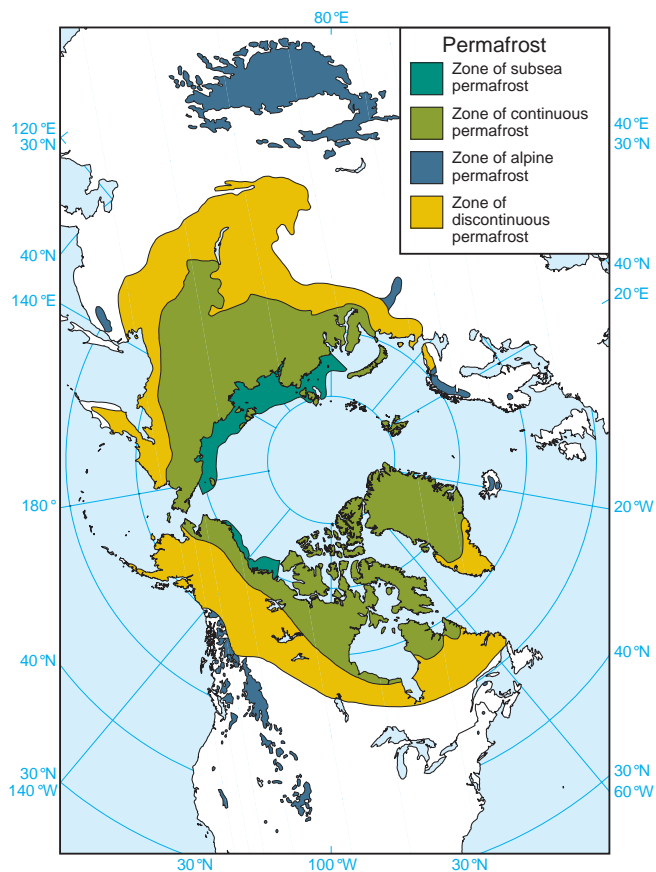 80°E
Permafrost
Zone of subsea
permafrost
Zone of continuous
permafrost
Zone of alpine
permafrost
Zone of
discontinuous
permafrost
120°E
30°N
40°E
30°N
40°N
140°E
40°N
20°E
180°
20°W
40°N
40°N
30°N
140°W
30°N
60°W
30°N
100°W
30°N